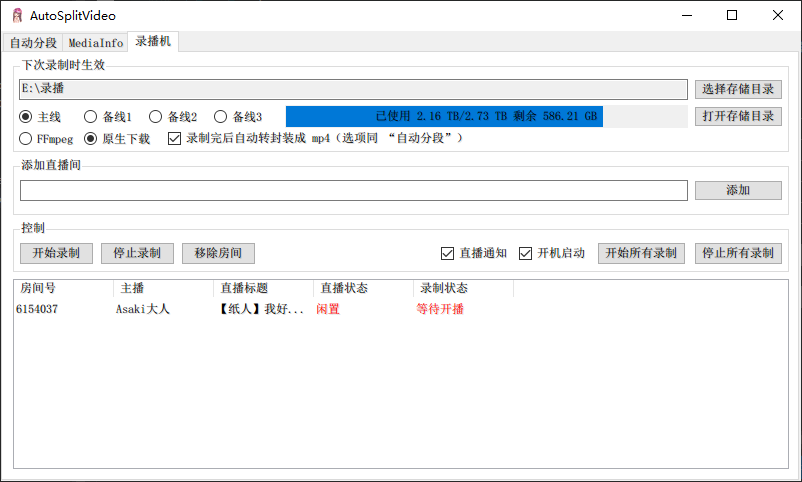 AutoSplitVideo
自动分段 MediaInfo 录播机
下次录制时生效
E:\录播 选择存储目录
主线 备线1 备线2 备线3 已使用 2.16 TB/2.73 TB 剩余 586.21 GB 打开存储目录
FFmpeg 原生下载 录制完后自动转封装成 mp4（选项同 “自动分段”）
添加直播间
添加
控制
开始录制 停止录制 移除房间 直播通知 开机启动 开始所有录制 停止所有录制
房间号 主播 直播标题 直播状态 录制状态
6154037 Asaki大人 【纸人】我好... 闲置 等待开播